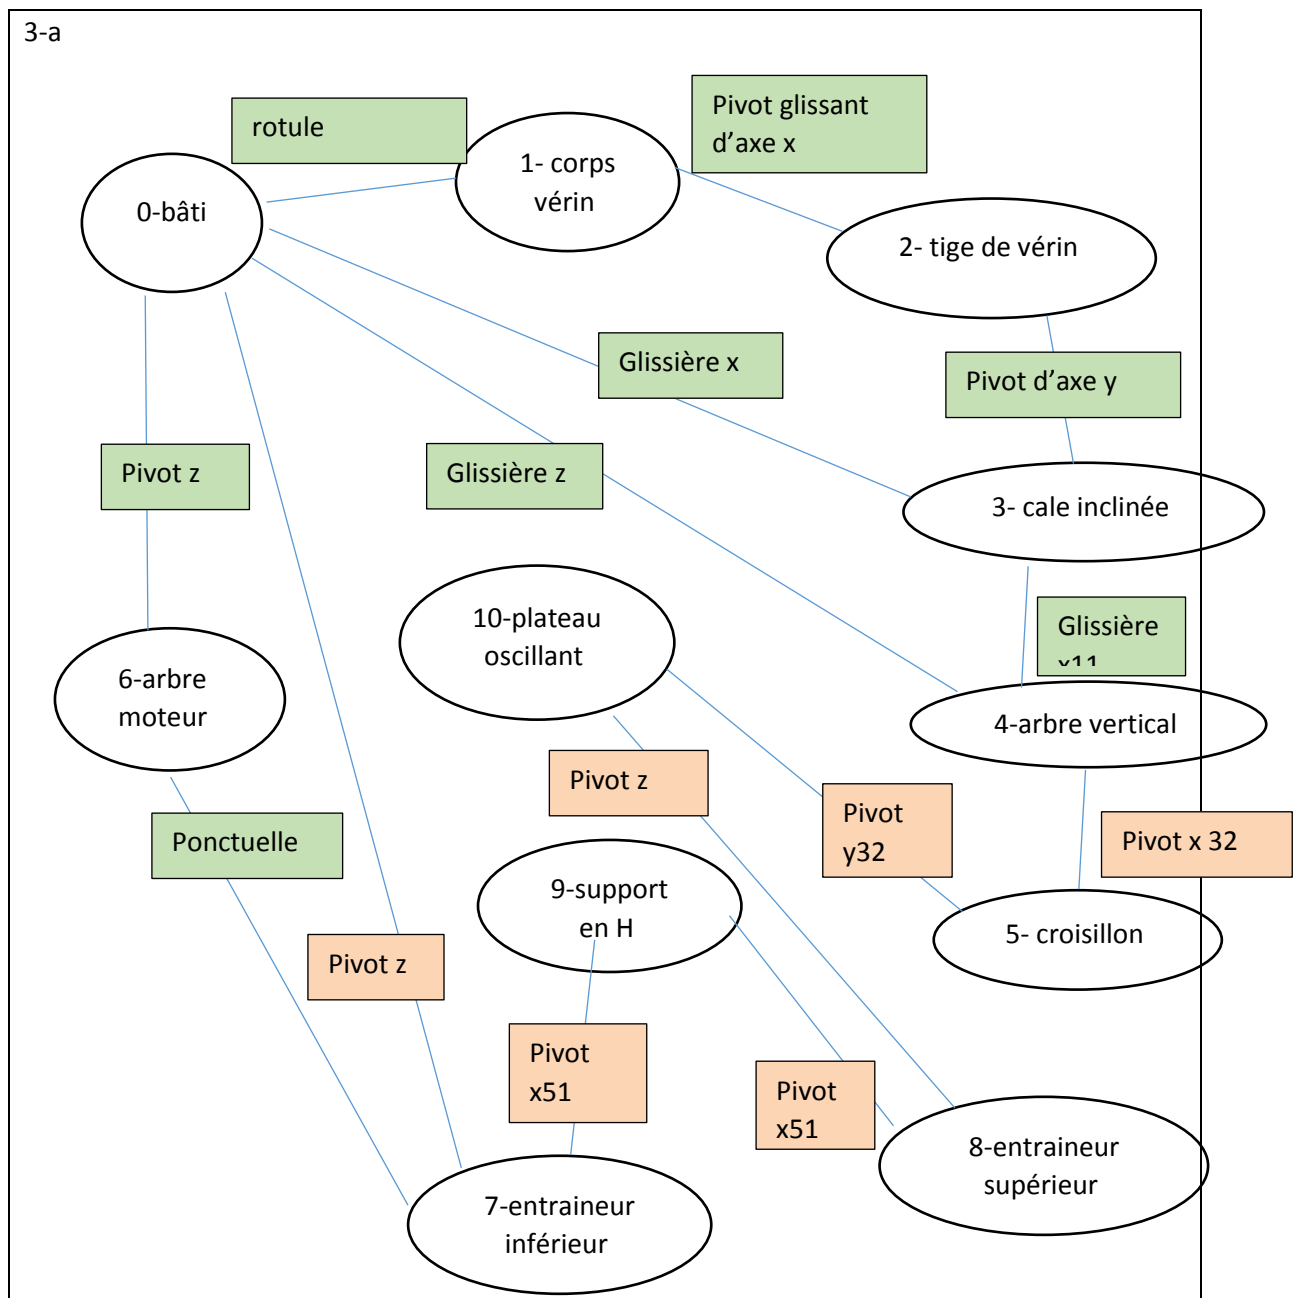 3-a
rotule
Pivot glissant
d'axe x
1- corps
vérin
0-bâti
2- tige de vérin
Glissière x
Pivot d'axe y
Pivot z
Glissière z
3- cale inclinée
10-plateau
oscillant
Glissière
x11
6-arbre
moteur
4-arbre vertical
Pivot z
Pivot
y32
Pivot x 32
Ponctuelle
9-support
en H
5- croisillon
Pivot z
Pivot
x51
Pivot
x51
8-entraineur
supérieur
7-entraineur
inférieur